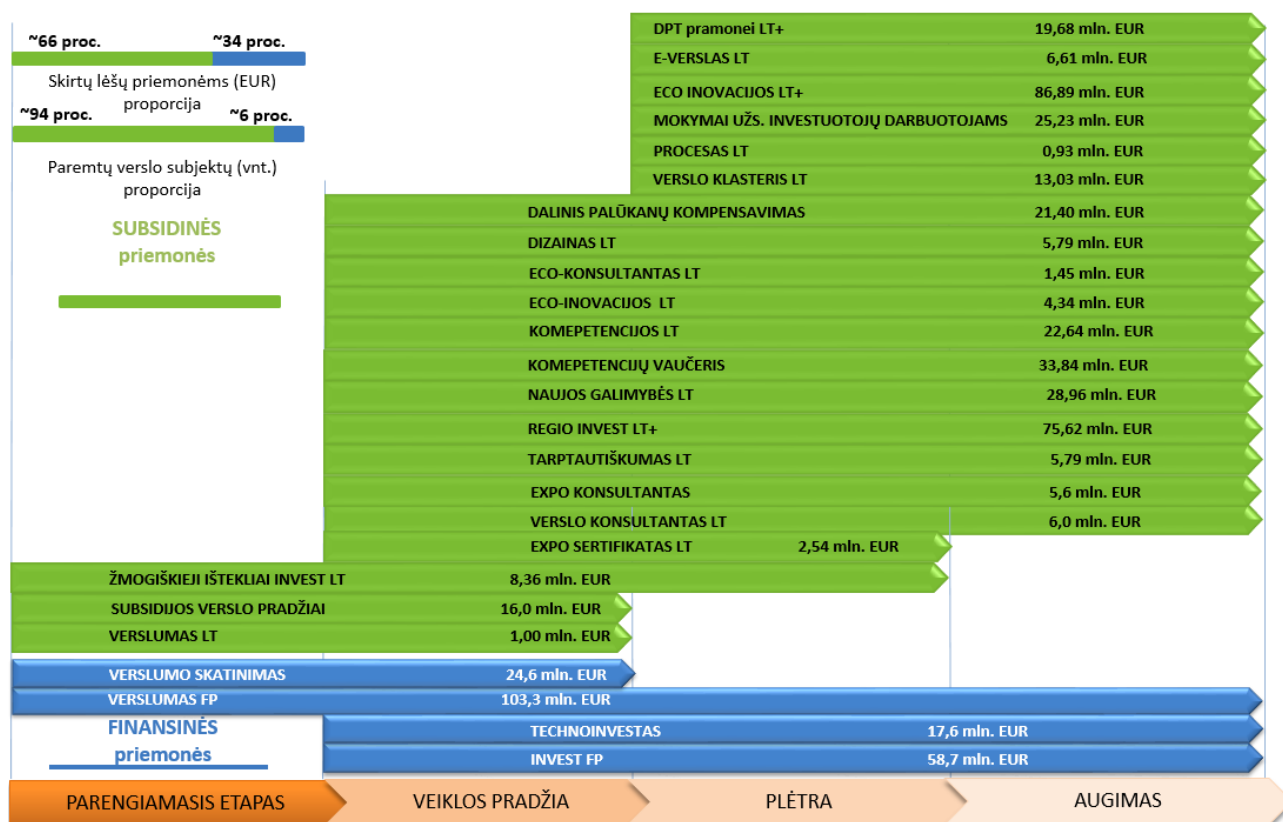 ~66 proc. ~34 proc.
Skirtų lėšų priemonėms (EUR)
proporcija
~94 proc. ~6 proc.
Paremtų verslo subjektų (vnt.)
proporcija
SUBSIDINĖS
priemonės
DPT pramonei LT+ 19,68 mln. EUR
E-VERSLAS LT 6,61 mln. EUR
ECO INOVACIJOS LT+ 86,89 mln. EUR
MOKYMAI UŽS. INVESTUOTOJŲ DARBUOTOJAMS 25,23 mln. EUR
PROCESAS LT 0,93 mln. EUR
VERSLO KLASTERIS LT 13,03 mln. EUR
DALINIS PALŪKANŲ KOMPENSAVIMAS 21,40 mln. EUR
DIZAINAS LT 5,79 mln. EUR
ECO-KONSULTANTAS LT 1,45 mln. EUR
ECO-INOVACIJOS LT 4,34 mln. EUR
KOMEPETENCIJOS LT 22,64 mln. EUR
KOMEPETENCIJŲ VAUČERIS 33,84 mln. EUR
NAUJOS GALIMYBĖS LT 28,96 mln. EUR
REGIO INVEST LT+ 75,62 mln. EUR
TARPTAUTIŠKUMAS LT 5,79 mln. EUR
EXPO KONSULTANTAS 5,6 mln. EUR
VERSLO KONSULTANTAS LT 6,0 mln. EUR
EXPO SERTIFIKATAS LT 2,54 mln. EUR
ŽMOGIŠKIEJI IŠTEKLIAI INVEST LT 8,36 mln. EUR
SUBSIDIJOS VERSLO PRADŽIAI 16,0 mln. EUR
VERSLUMAS LT 1,00 mln. EUR
VERSLUMO SKATINIMAS 24,6 mln. EUR
VERSLUMAS FP 103,3 mln. EUR
FINANSINĖS
priemonės
TECHNOINVESTAS 17,6 mln. EUR
INVEST FP 58,7 mln. EUR
PARENGIAMASIS ETAPAS VEIKLOS PRADŽIA PLĖTRA AUGIMAS